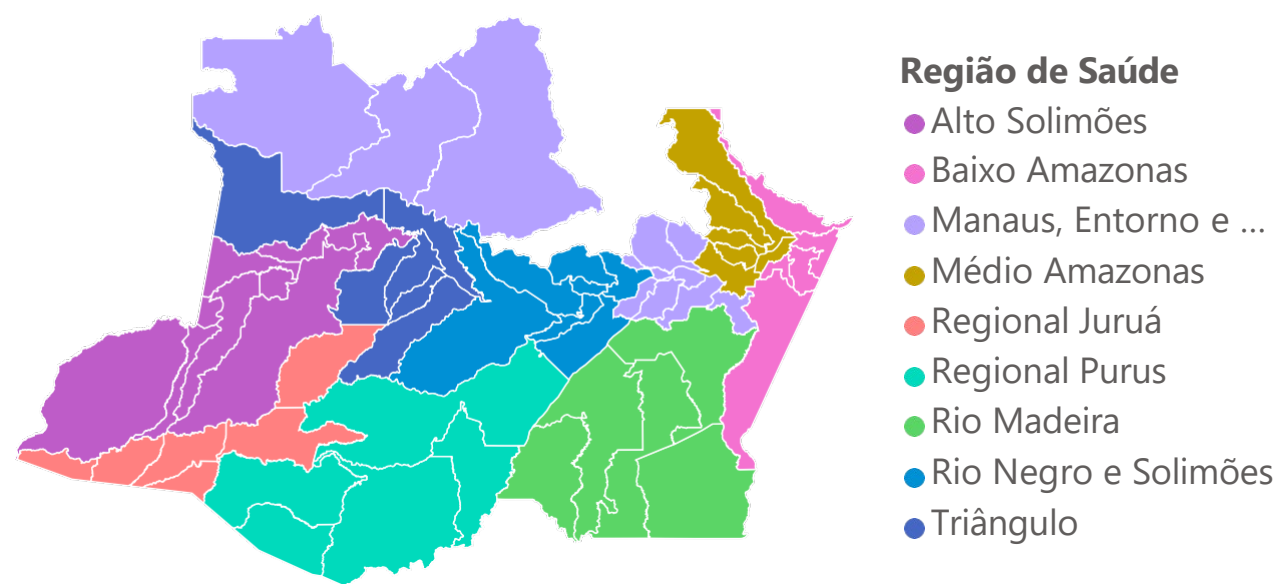 Região de Saúde
Alto Solimões
Baixo Amazonas
Manaus, Entorno e ...
Médio Amazonas
Regional Juruá
Regional Purus
Rio Madeira
Rio Negro e Solimões
Triângulo